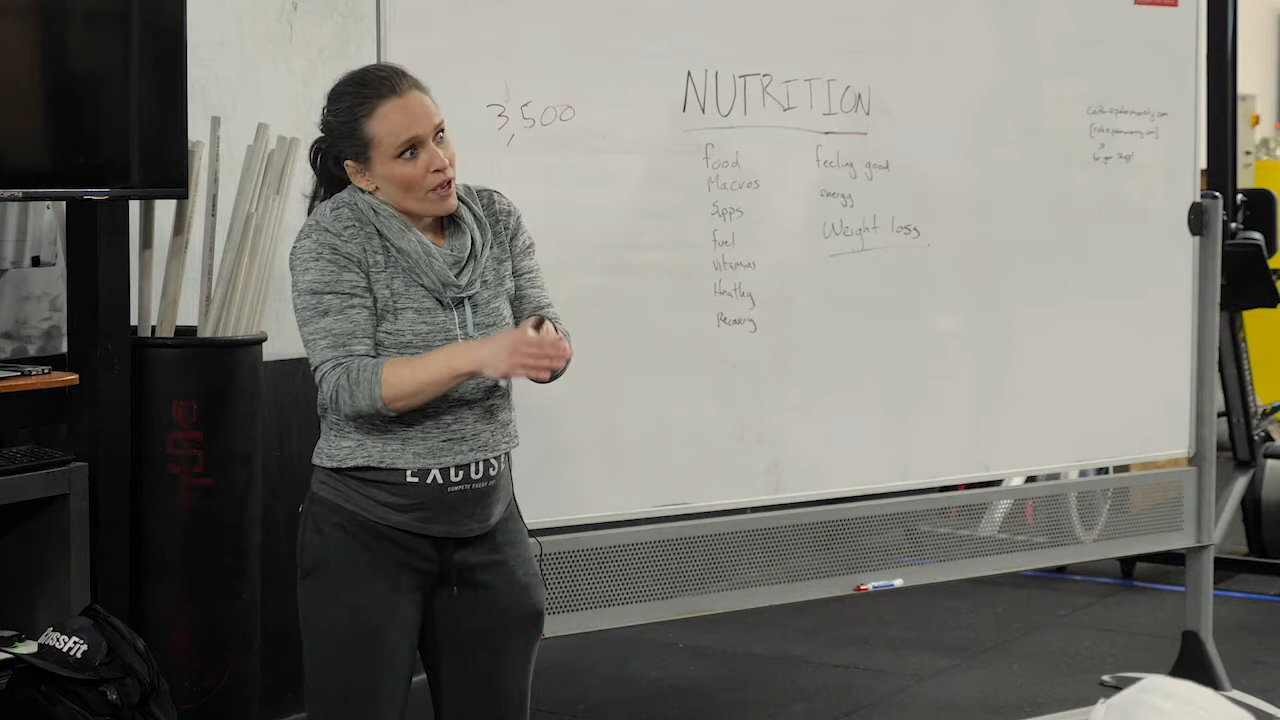 3,500
NUTRITION
food
Macros
Supps
fuel
vitamins
Healthy
Recovery
feeling good
energy
Weight loss
EXCUSE
COMPETE EVERY DAY
CrossFit